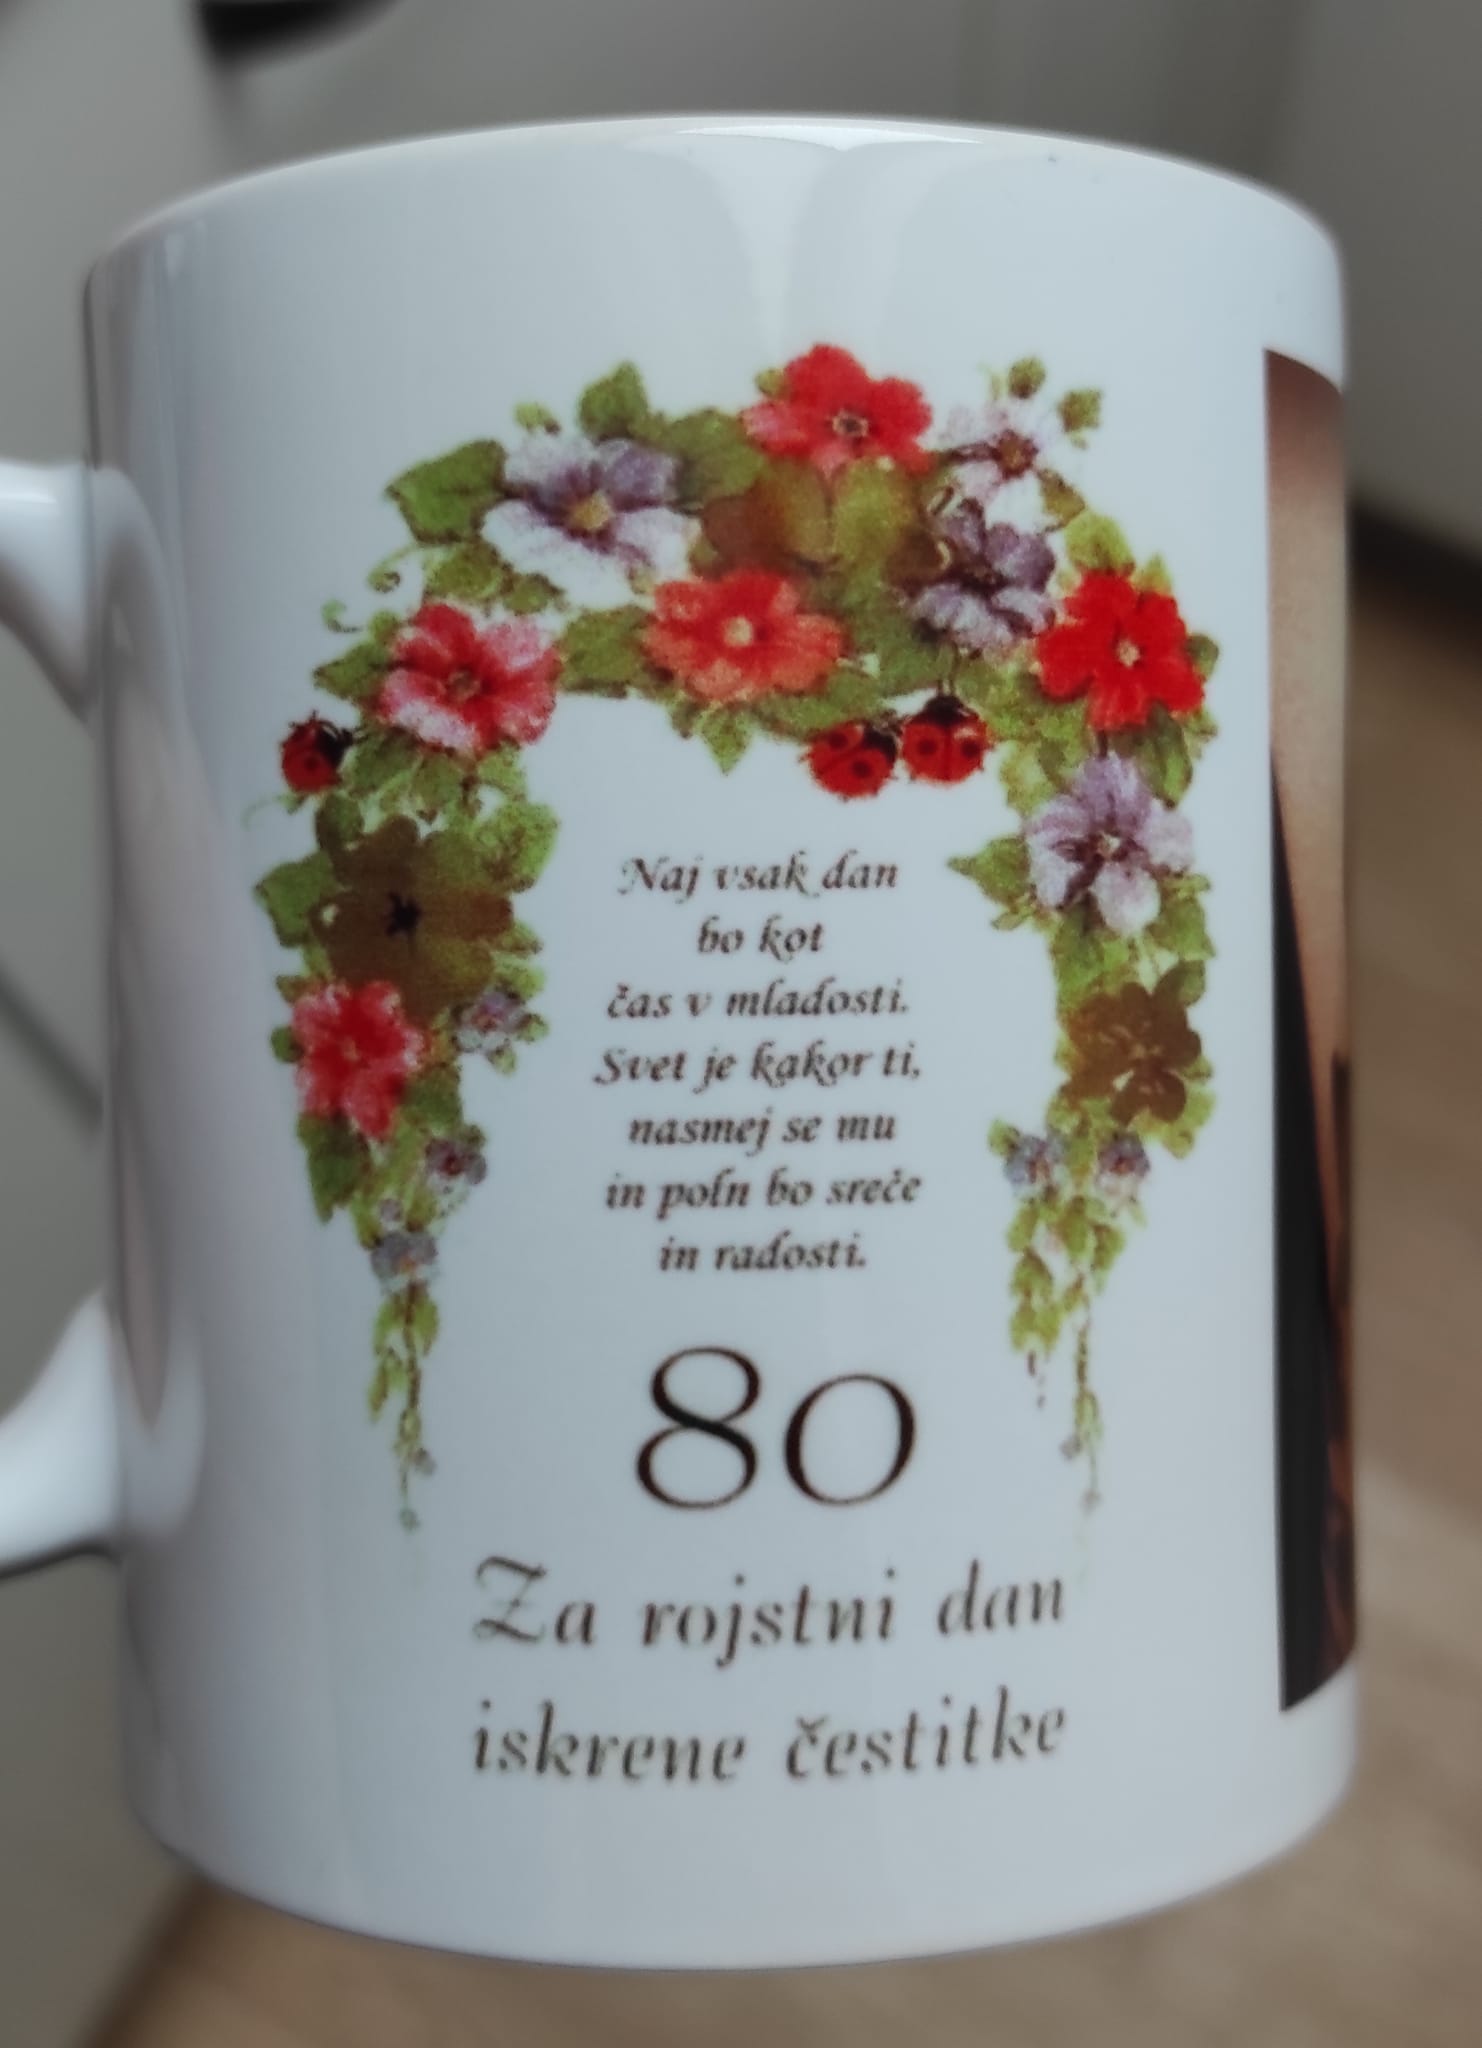 Naj vsak dan
bo kot
čas v mladosti.
Svet je kakor ti,
nasmej se mu
in poln bo sreče
in radosti.
80
Za rojstni dan
iskrene čestitke